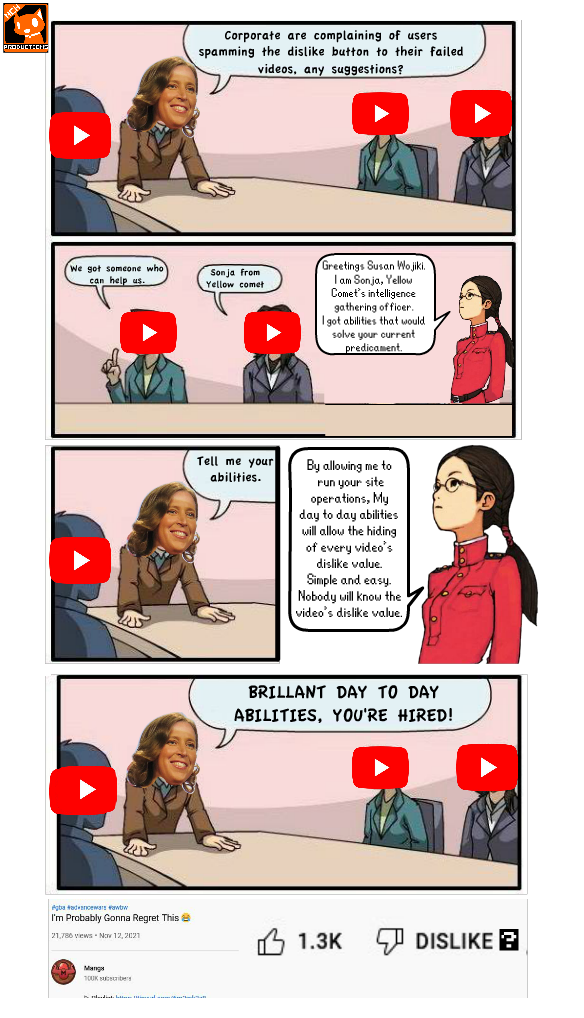 MCW
PRODUCTIONS
Corporate are complaining of users
spamming the dislike button to their failed
videos, any suggestions?
We got someone who
can help us.
Sonja from
Yellow comet
Greetings Susan Wojiki.
I am Sonja, Yellow
Comet's intelligence
gathering officer.
I got abilities that would
solve your current
predicament.
Tell me your
abilities.
By allowing me to
run your site
operations, My
day to day abilities
will allow the hiding
of every video's
dislike value.
Simple and easy.
Nobody will know the
video's dislike value.
BRILLANT DAY TO DAY
ABILITIES, YOU'RE HIRED!
#gba #advancewars #awbw
I'm Probably Gonna Regret This 😂
21,786 views • Nov 12, 2021
1.3K
DISLIKE ?
Mangs
100K subscribers